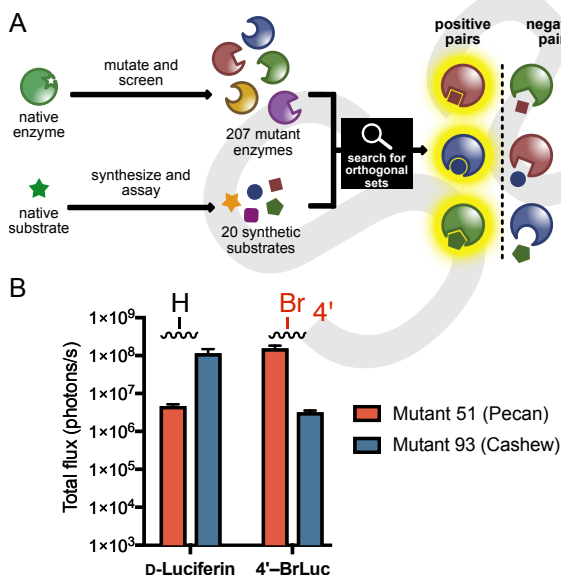 A
positive
pairs
mutate and
screen
native
enzyme
207 mutant
enzymes
synthesize and
assay
search for
orthogonal
sets
native
substrate
20 synthetic
substrates
B
H
Br 4'
Total flux (photons/s)
1×10⁹
1×10⁸
1×10⁷
1×10⁶
1×10⁵
1×10⁴
1×10³
Mutant 51 (Pecan)
Mutant 93 (Cashew)
D-Luciferin
4'–BrLuc